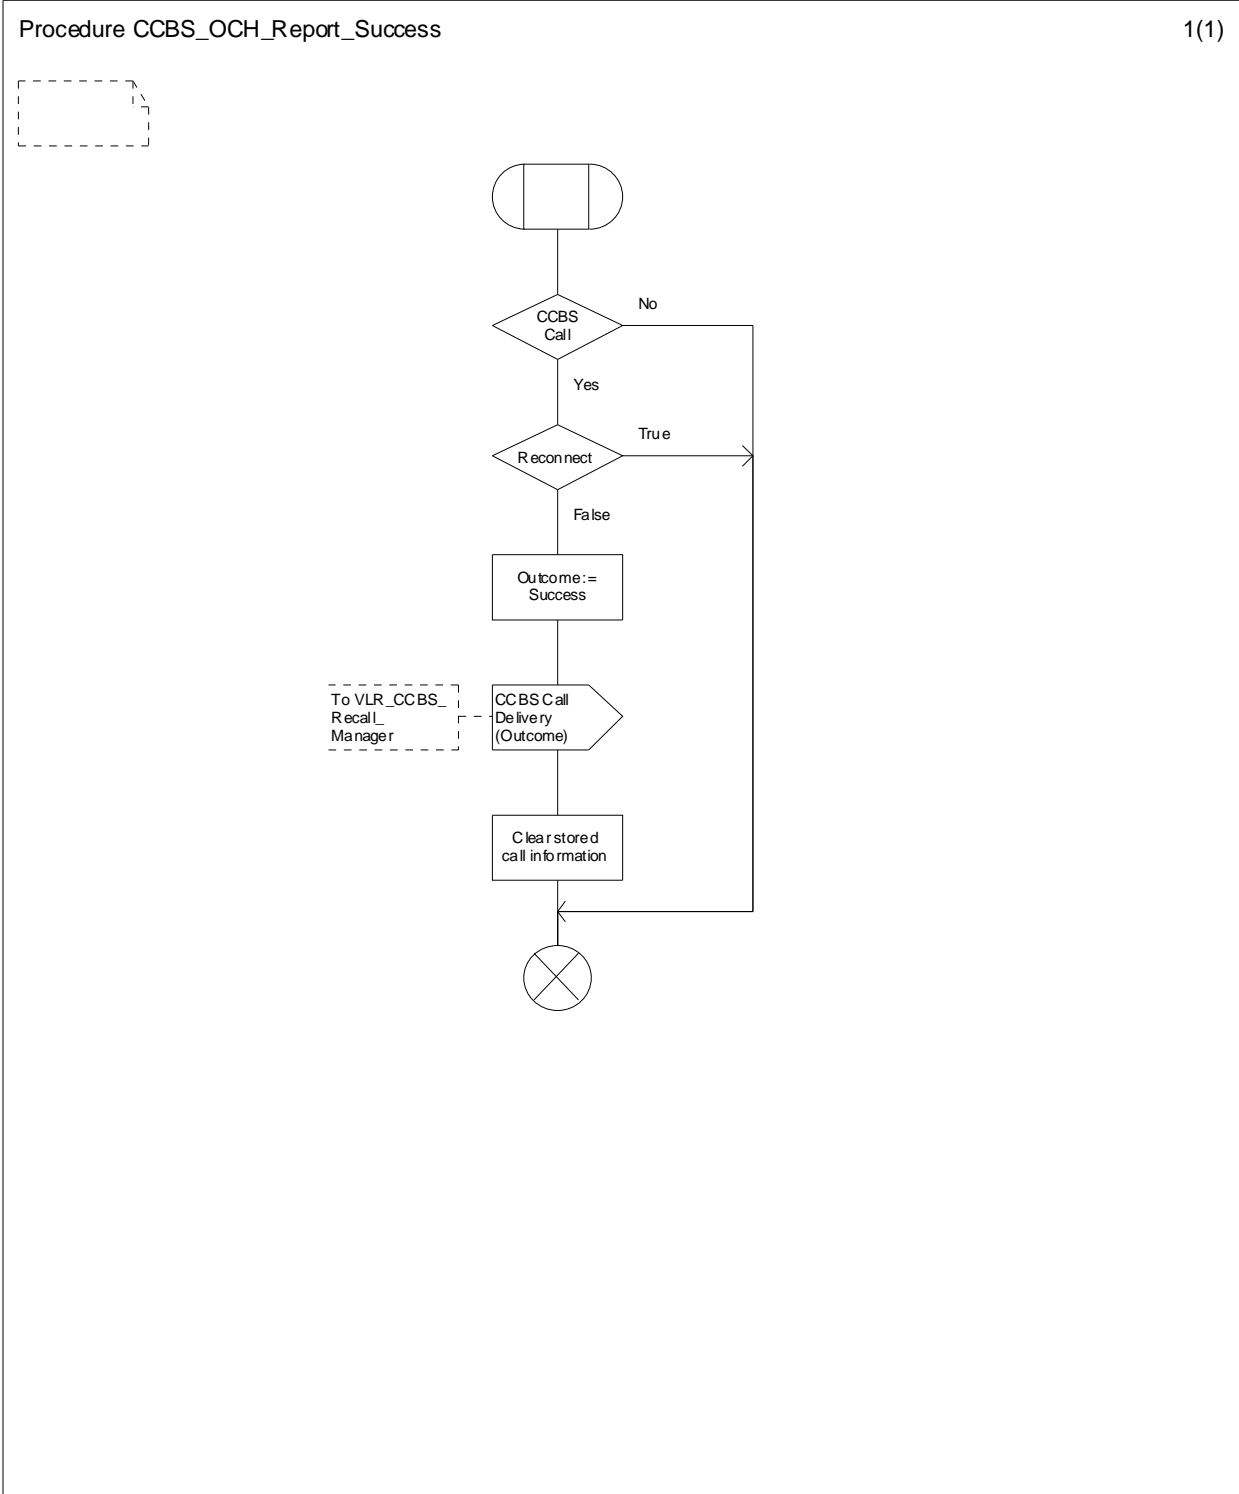 Procedure CCBS_OCH_Report_Success
1(1)
CCBS
Call
No
Yes
Reconnect
True
False
Outcome:=
Success
To VLR_CCBS_
Recall_
Manager
CCBS Call
Delivery
(Outcome)
Clear stored
call information